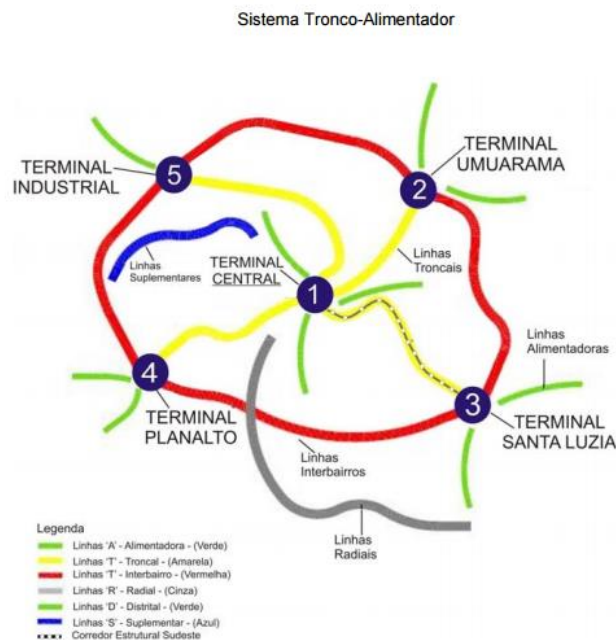 Sistema Tronco-Alimentador
TERMINAL
INDUSTRIAL
5
2
TERMINAL
UMUARAMA
Linhas
Suplementares
TERMINAL
CENTRAL
1
Linhas
Troncais
Linhas
Alimentadoras
4
TERMINAL
PLANALTO
3
TERMINAL
SANTA LUZIA
Linhas
Interbairros
Linhas
Radiais
Legenda
Linhas 'A' - Alimentadora - (Verde)
Linhas 'T' - Troncal - (Amarela)
Linhas 'T' - Interbairro - (Vermelha)
Linhas 'R' - Radial - (Cinza)
Linhas 'D' - Distrital - (Verde)
Linhas 'S' - Suplementar - (Azul)
Corredor Estrutural Sudeste